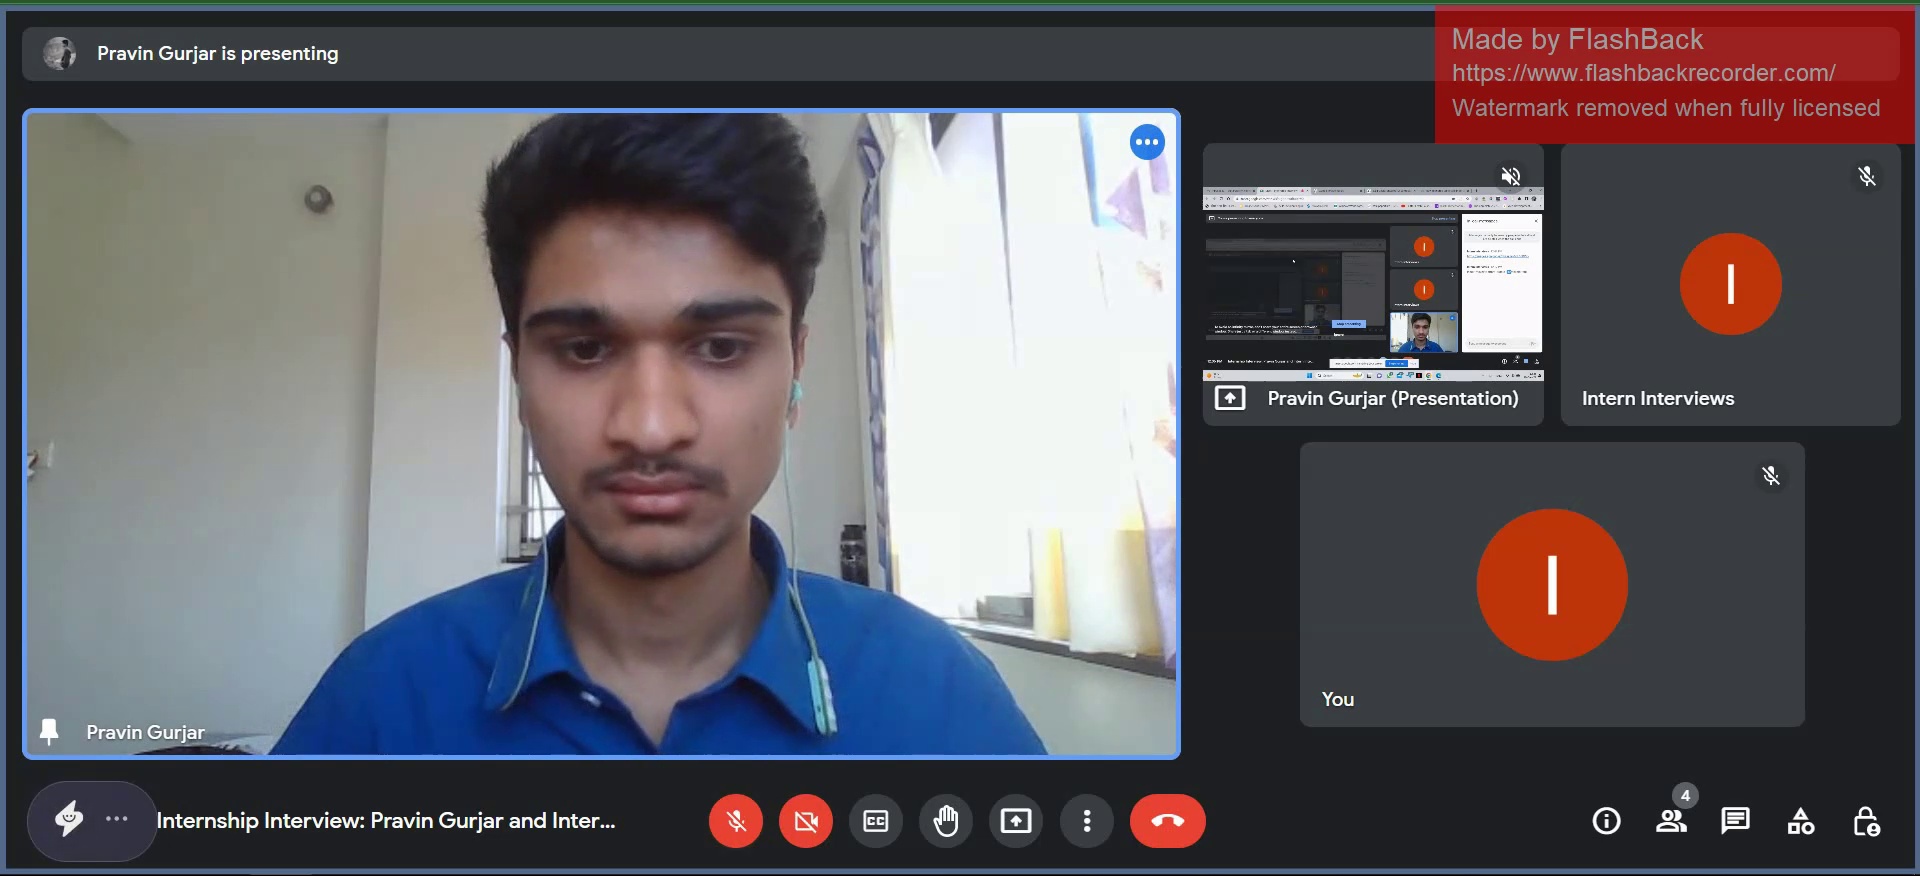 Pravin Gurjar is presenting
Made by FlashBack
https://www.flashbackrecorder.com/
Watermark removed when fully licensed
Pravin Gurjar (Presentation)
Intern Interviews
You
Pravin Gurjar
Internship Interview: Pravin Gurjar and Inter...
4